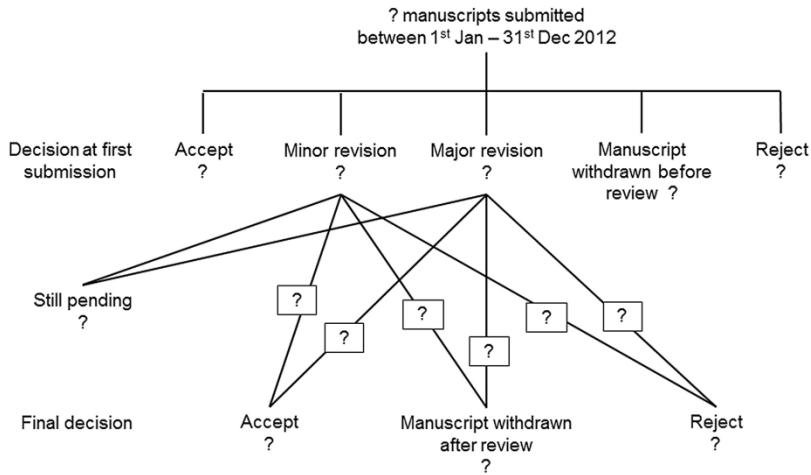 ? manuscripts submitted
between 1st Jan – 31st Dec 2012
Decision at first
submission
Accept
?
Minor revision
?
Major revision
?
Manuscript
withdrawn before
review ?
Reject
?
Still pending
?
?
?
?
?
?
?
Final decision
Accept
?
Manuscript withdrawn
after review
?
Reject
?